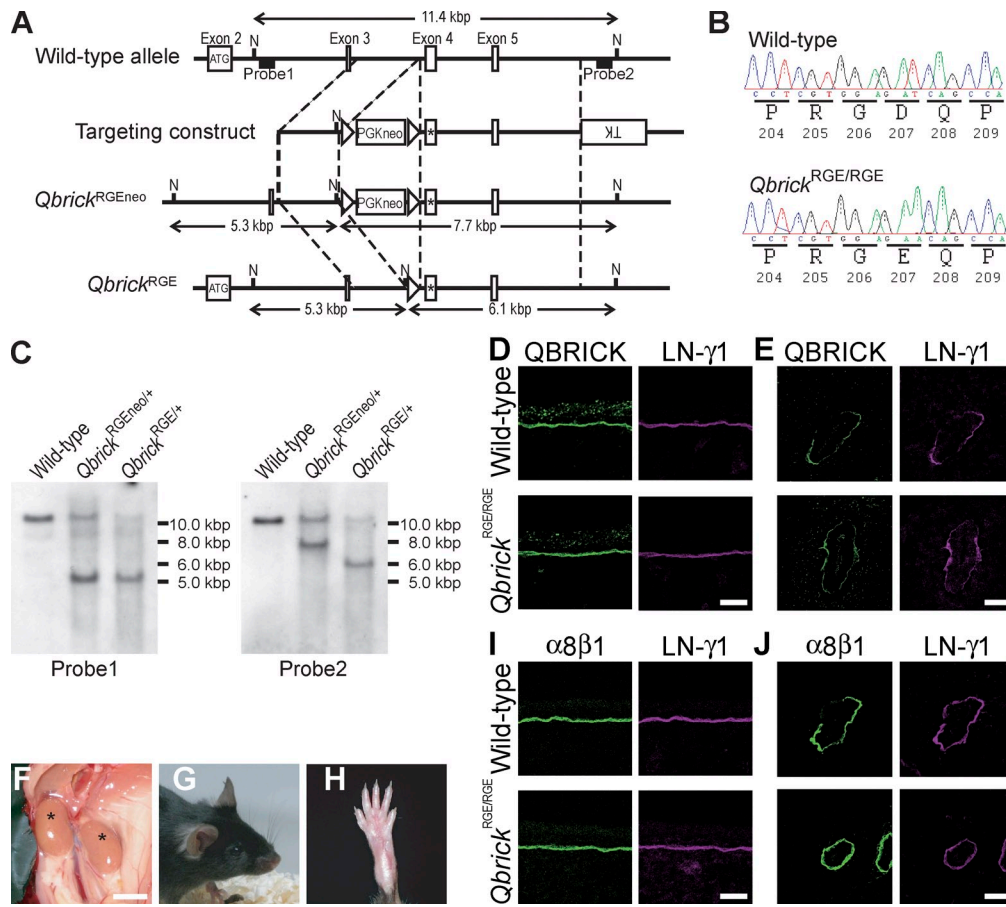 A
11.4 kbp
Exon 2 N Exon 3 Exon 4 Exon 5 N
Wild-type allele
ATG
Probe1 Probe2
Targeting construct
N
PGKneo
*
TK
QbrickRGEneo
N N N
PGKneo
*
5.3 kbp 7.7 kbp
QbrickRGE
ATG
N N N
*
5.3 kbp 6.1 kbp
B
Wild-type
C C T C G T G G A G A T C A G C C A
P R G D Q P
204 205 206 207 208 209
QbrickRGE/RGE
C C T C G T G G A G A A C A G C C A
P R G E Q P
204 205 206 207 208 209
C
Wild-type
QbrickRGEneo/+
QbrickRGE/+
10.0 kbp
8.0 kbp
6.0 kbp
5.0 kbp
Probe1
Wild-type
QbrickRGEneo/+
QbrickRGE/+
10.0 kbp
8.0 kbp
6.0 kbp
5.0 kbp
Probe2
D
QBRICK LN-γ1
Wild-type
QbrickRGE/RGE
E
QBRICK LN-γ1
F
* *
G
H
I
α8β1 LN-γ1
Wild-type
QbrickRGE/RGE
J
α8β1 LN-γ1